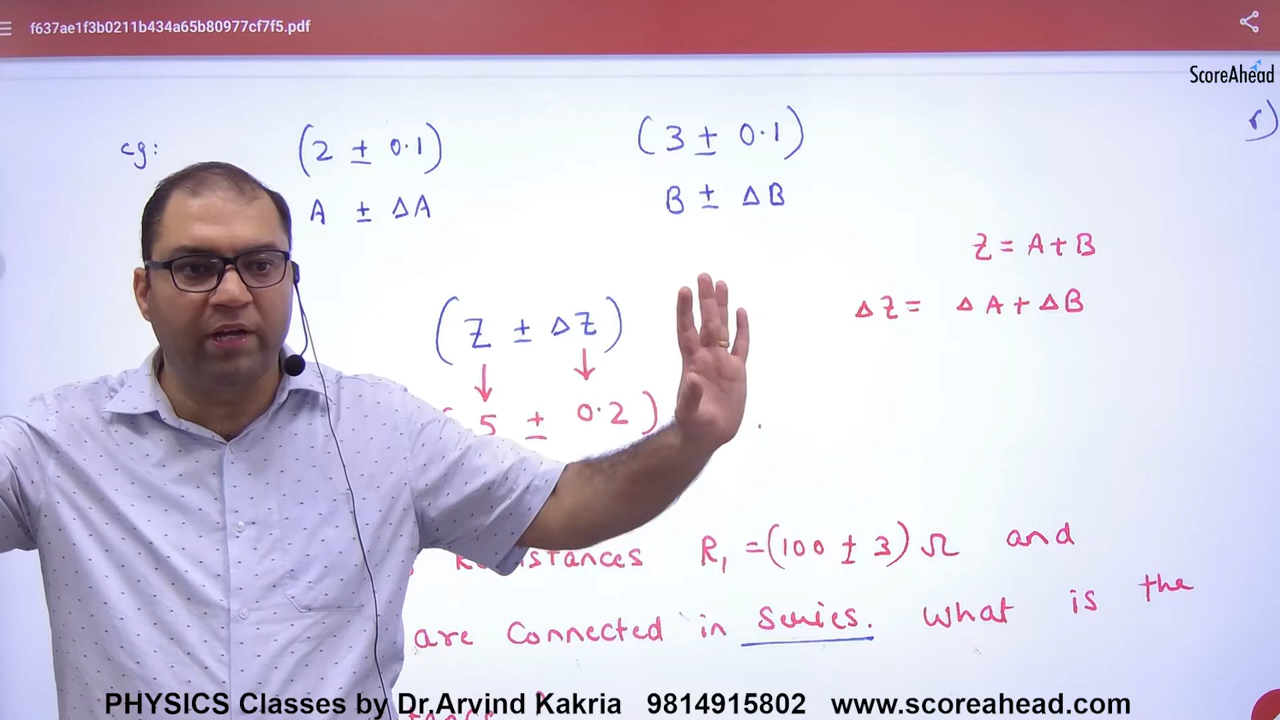 f637ae1f3b0211b434a65b80977cf7f5.pdf
ScoreAhead
eg: (2 ± 0.1) (3 ± 0.1) r)
A ± ΔA B ± ΔB
Z = A + B
ΔZ = ΔA + ΔB
(Z ± ΔZ)
↓ ↓
5 ± 0.2)
R₁ = (100 ± 3) Ω and
are connected in series. What is the
PHYSICS Classes by Dr.Arvind Kakria 9814915802 www.scoreahead.com